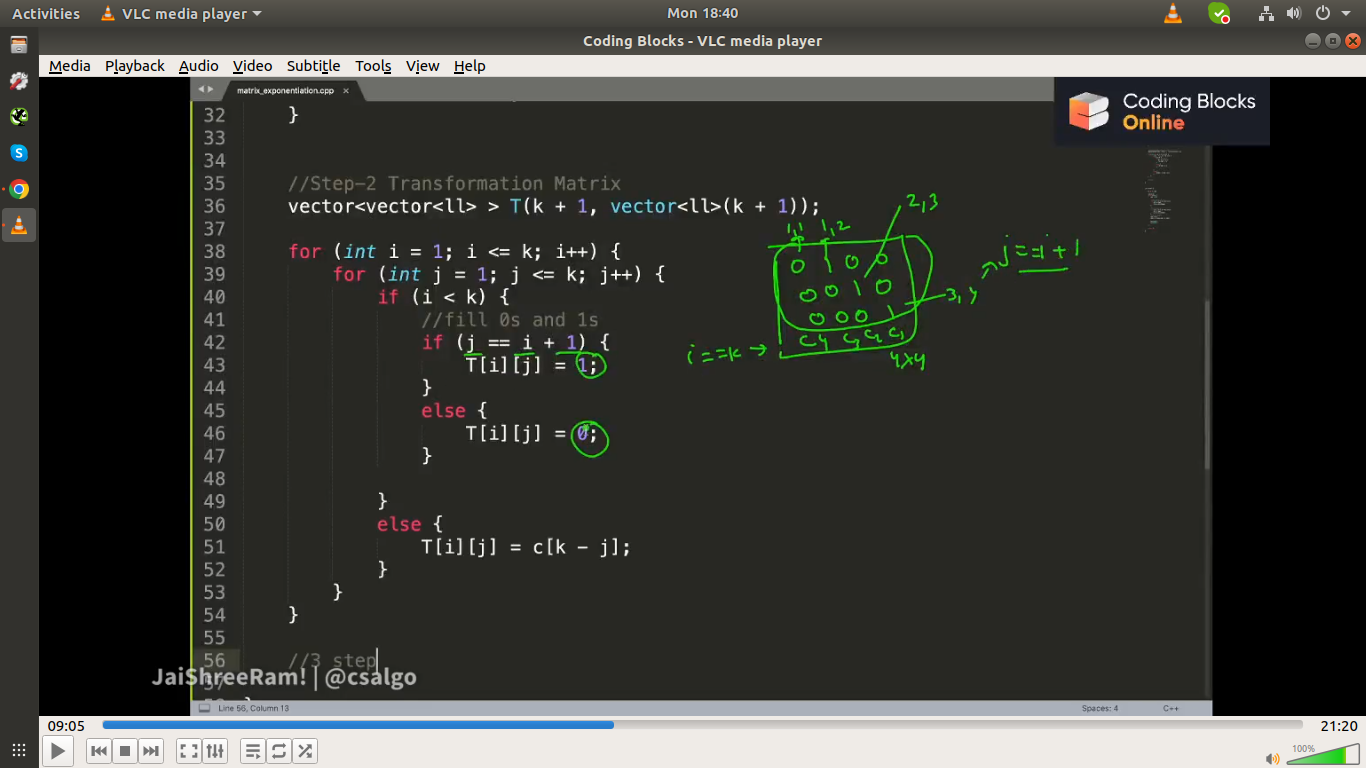 Activities VLC media player Mon 18:40
Coding Blocks - VLC media player
Media Playback Audio Video Subtitle Tools View Help
matrix_exponentiation.cpp ×
Coding Blocks
Online
32 }
33
34
35 //Step-2 Transformation Matrix
36 vector<vector<ll> > T(k + 1, vector<ll>(k + 1));
37
38 for (int i = 1; i <= k; i++) {
39 for (int j = 1; j <= k; j++) {
40 if (i < k) {
41 //fill 0s and 1s
42 if (j == i + 1) {
43 T[i][j] = 1;
44 }
45 else {
46 T[i][j] = 0;
47 }
48
49 }
50 else {
51 T[i][j] = c[k - j];
52 }
53 }
54 }
55
56 //3 step
57
2,3
1,1 1,2
0 1 0 0
j == i + 1
0 0 1 0
3,4
0 0 0 1
i == k → C4 C3 C2 C1
4x4
JaiShreeRam! | @csalgo
Line 56, Column 13 Spaces: 4 C++
09:05 21:20
100%